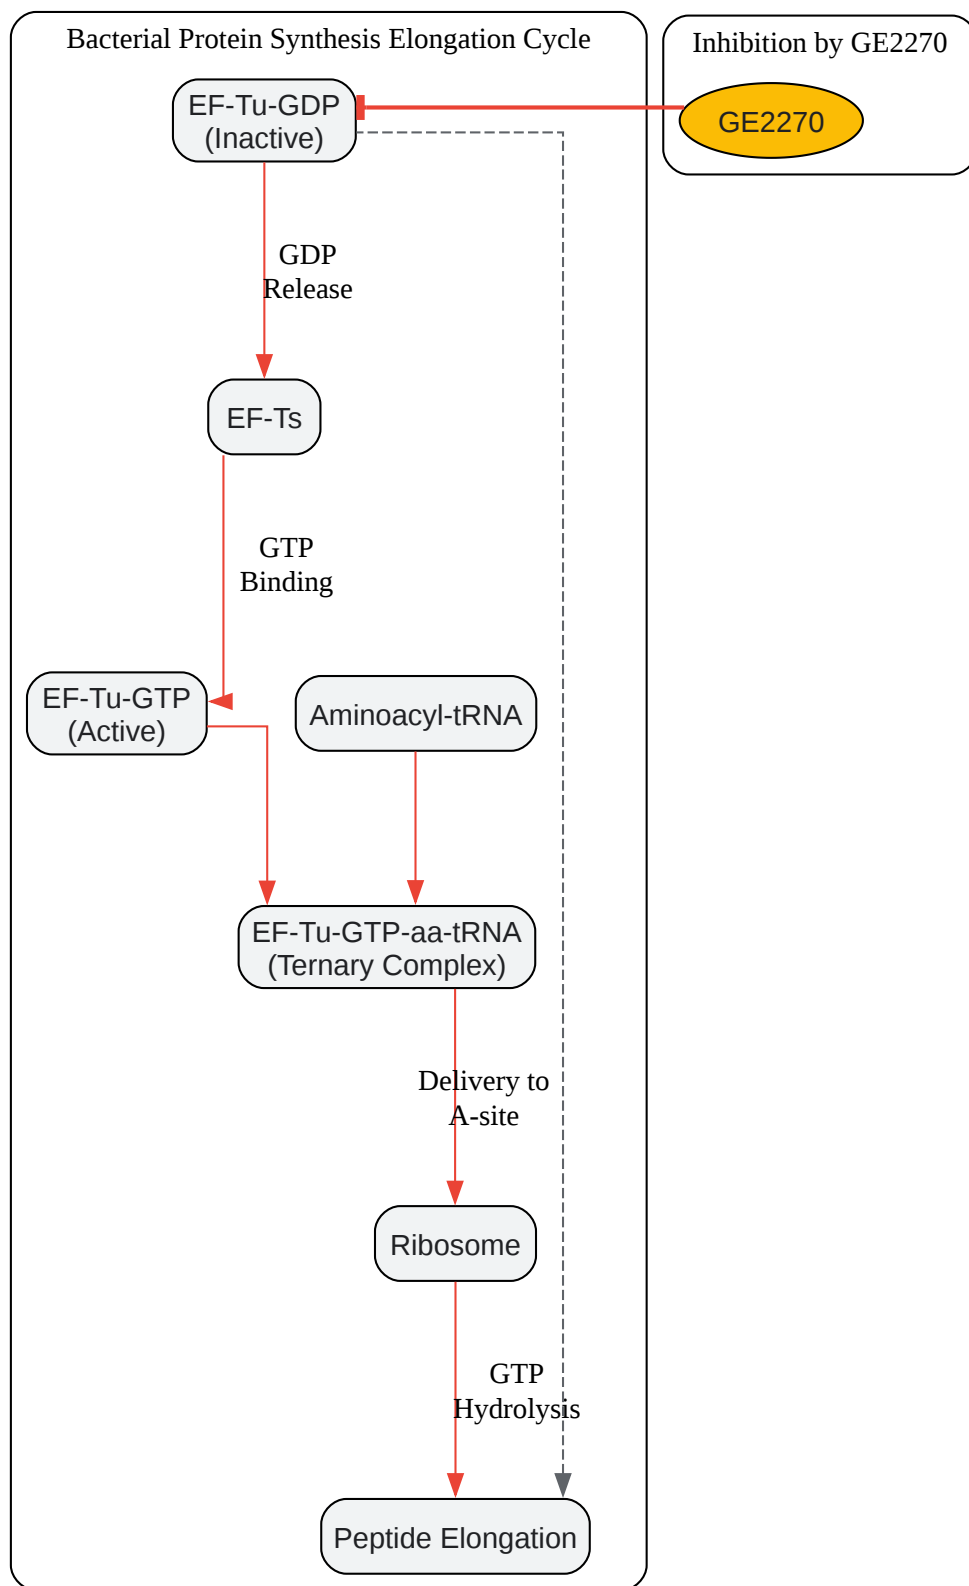 Bacterial Protein Synthesis Elongation Cycle
Inhibition by GE2270
EF-Tu-GDP
(Inactive)
GE2270
GDP
Release
EF-Ts
GTP
Binding
EF-Tu-GTP
(Active)
Aminoacyl-tRNA
EF-Tu-GTP-aa-tRNA
(Ternary Complex)
Delivery to
A-site
Ribosome
GTP
Hydrolysis
Peptide Elongation